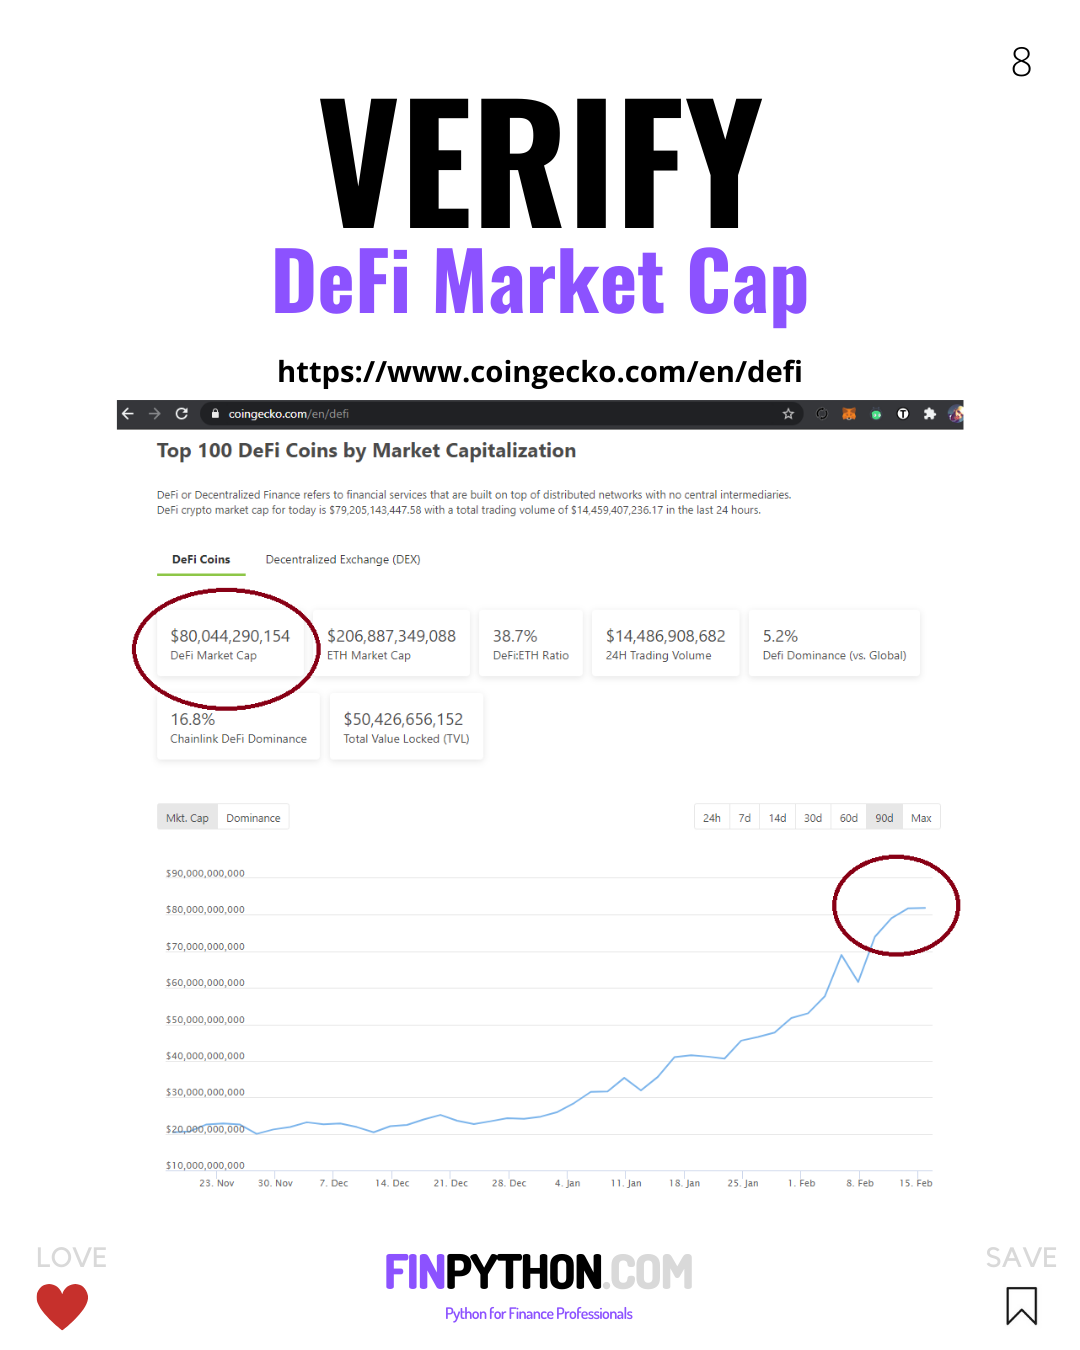 8
VERIFY
DeFi Market Cap
https://www.coingecko.com/en/defi
coingecko.com/en/defi
T
Top 100 DeFi Coins by Market Capitalization
DeFi or Decentralized Finance refers to financial services that are built on top of distributed networks with no central intermediaries.
DeFi crypto market cap for today is $79,205,143,447.58 with a total trading volume of $14,459,407,236.17 in the last 24 hours.
DeFi Coins Decentralized Exchange (DEX)
$80,044,290,154 $206,887,349,088 38.7% $14,486,908,682 5.2%
DeFi Market Cap ETH Market Cap DeFi:ETH Ratio 24H Trading Volume Defi Dominance (vs. Global)
16.8% $50,426,656,152
Chainlink DeFi Dominance Total Value Locked (TVL)
Mkt. Cap Dominance 24h 7d 14d 30d 60d 90d Max
$90,000,000,000
$80,000,000,000
$70,000,000,000
$60,000,000,000
$50,000,000,000
$40,000,000,000
$30,000,000,000
$20,000,000,000
$10,000,000,000
23. Nov 30. Nov 7. Dec 14. Dec 21. Dec 28. Dec 4. Jan 11. Jan 18. Jan 25. Jan 1. Feb 8. Feb 15. Feb
LOVE FINPYTHON.COM SAVE
Python for Finance Professionals